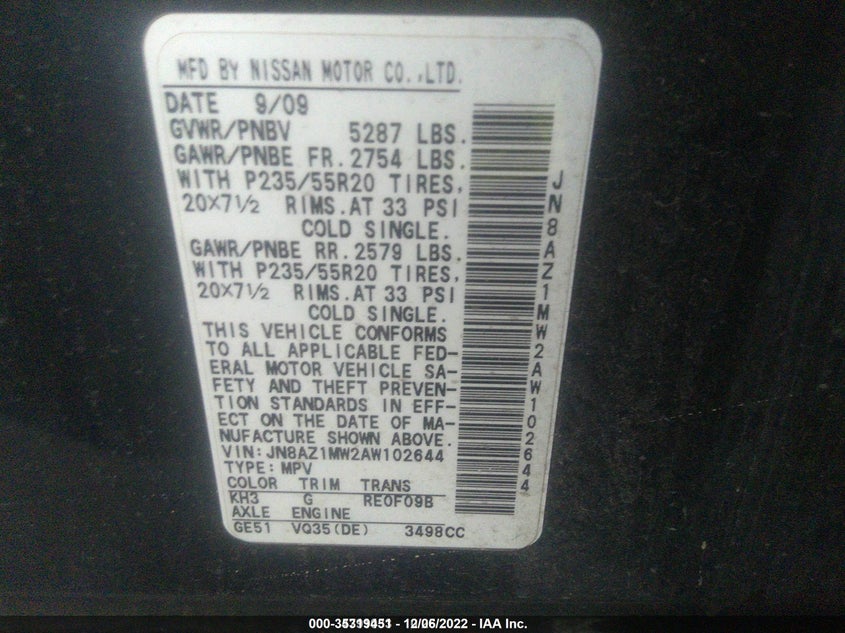 MFD BY NISSAN MOTOR CO.,LTD.
DATE 9/09
GVWR/PNBV 5287 LBS.
GAWR/PNBE FR. 2754 LBS.
WITH P235/55R20 TIRES,
20X7½ RIMS.AT 33 PSI
COLD SINGLE.
GAWR/PNBE RR. 2579 LBS.
WITH P235/55R20 TIRES,
20X7½ RIMS.AT 33 PSI
COLD SINGLE.
THIS VEHICLE CONFORMS
TO ALL APPLICABLE FED-
ERAL MOTOR VEHICLE SA-
FETY AND THEFT PREVEN-
TION STANDARDS IN EFF-
ECT ON THE DATE OF MA-
NUFACTURE SHOWN ABOVE.
VIN:JN8AZ1MW2AW102644
TYPE:MPV
COLOR TRIM TRANS
KH3 G RE0F09B
AXLE ENGINE
GE51 VQ35(DE) 3498CC
JN8AZ1MW2AW102644
- IAA Inc.